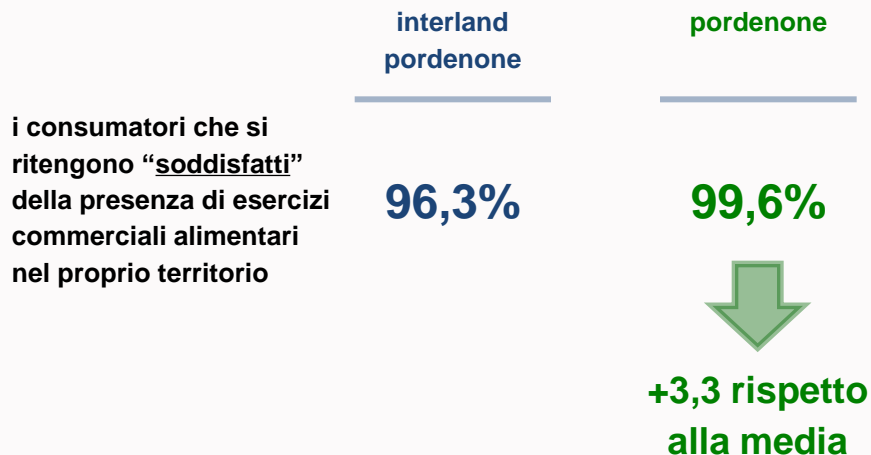 interland
pordenone
pordenone
i consumatori che si
ritengono “soddisfatti”
della presenza di esercizi
commerciali alimentari
nel proprio territorio
96,3%
99,6%
+3,3 rispetto
alla media